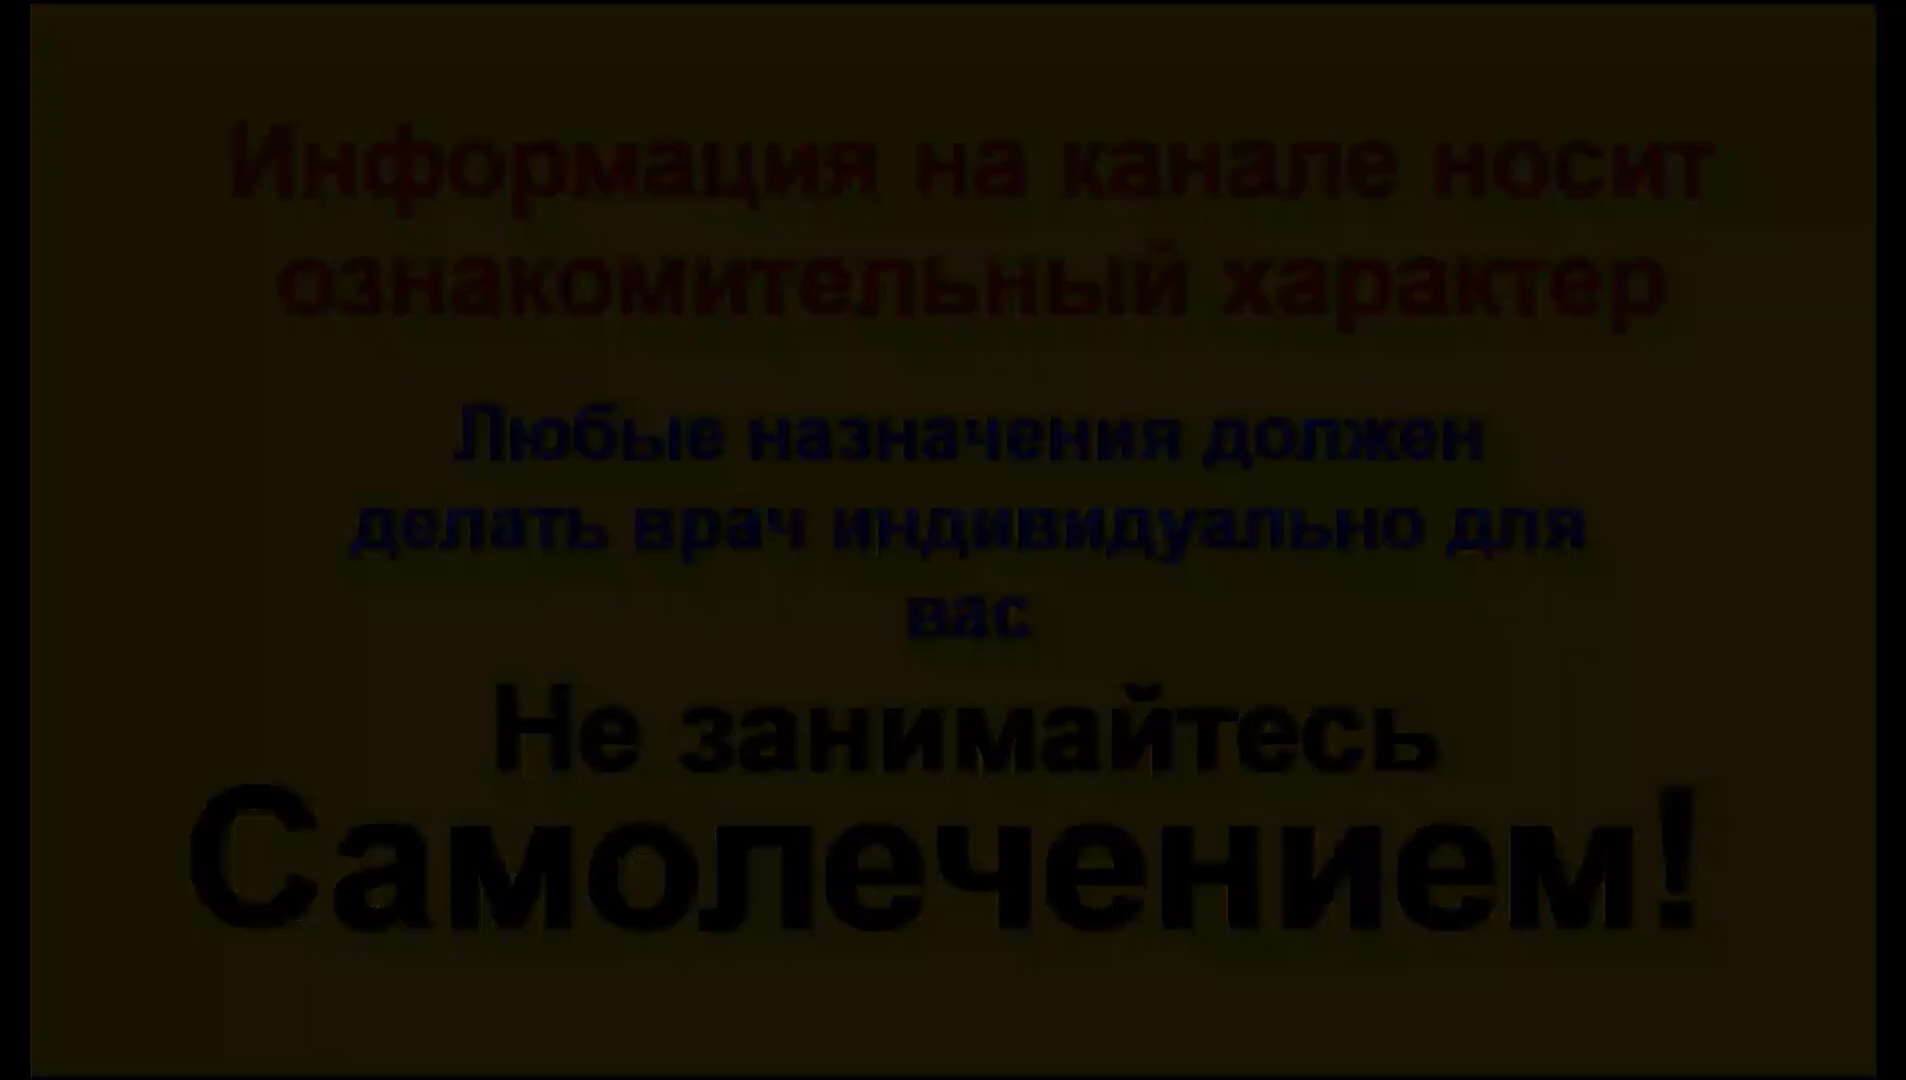 Информация на канале носит
ознакомительный характер
Любые назначения должен
делать врач индивидуально для
вас
Не занимайтесь
Самолечением!